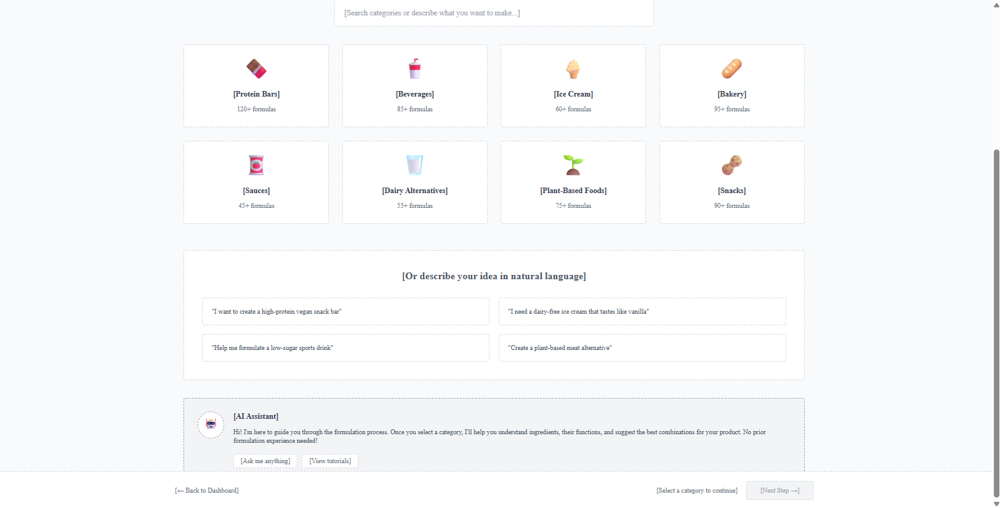 [Search categories or describe what you want to make...]
[Protein Bars]
120+ formulas
[Beverages]
85+ formulas
[Ice Cream]
60+ formulas
[Bakery]
95+ formulas
[Sauces]
45+ formulas
[Dairy Alternatives]
55+ formulas
[Plant-Based Foods]
75+ formulas
[Snacks]
90+ formulas
[Or describe your idea in natural language]
"I want to create a high-protein vegan snack bar"
"I need a dairy-free ice cream that tastes like vanilla"
"Help me formulate a low-sugar sports drink"
"Create a plant-based meat alternative"
[AI Assistant]
Hi! I'm here to guide you through the formulation process. Once you select a category, I'll help you understand ingredients, their functions, and suggest the best combinations for your product. No prior
formulation experience needed!
[Ask me anything]
[View tutorials]
[← Back to Dashboard]
[Select a category to continue]
[Next Step →]